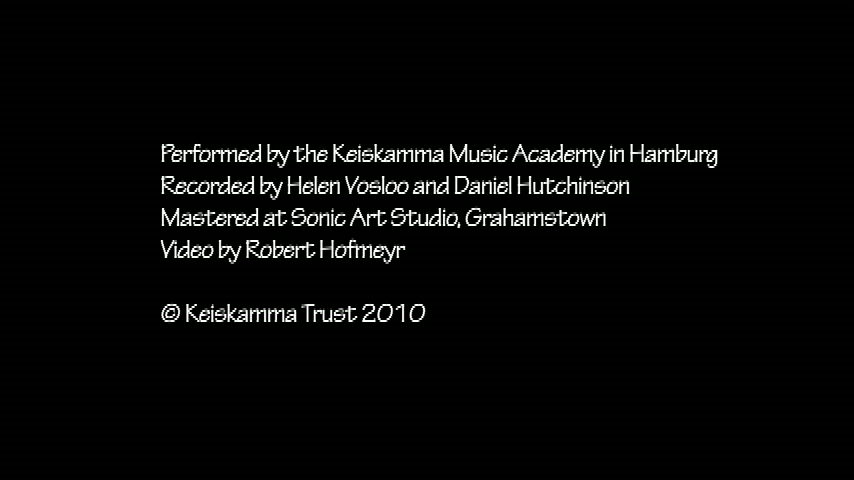 Performed by the Keiskamma Music Academy in Hamburg
Recorded by Helen Vosloo and Daniel Hutchinson
Mastered at Sonic Art Studio, Grahamstown
Video by Robert Hofmeyr
© Keiskamma Trust 2010